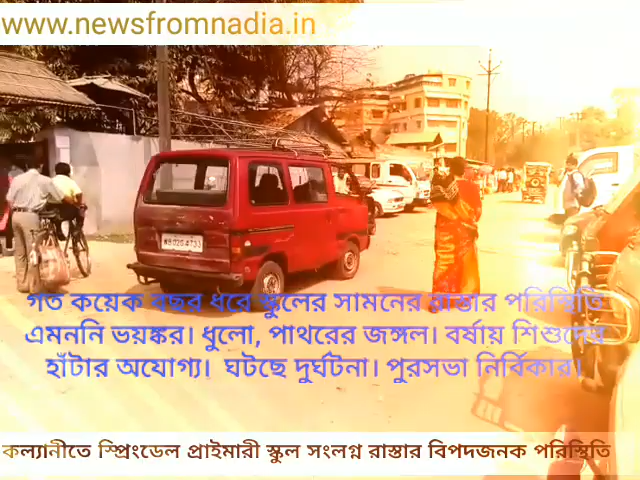 www.newsfromnadia.in
গত কয়েক বছর ধরে স্কুলের সামনের রাস্তার পরিস্থিতি
এমননি ভয়ঙ্কর। ধুলো, পাথরের জঙ্গল। বর্ষায় শিশুদের
হাঁটার অযোগ্য। ঘটছে দুর্ঘটনা। পুরসভা নির্বিকার।
কল্যানীতে স্প্রিংডেল প্রাইমারী স্কুল সংলগ্ন রাস্তার বিপদজনক পরিস্থিতি